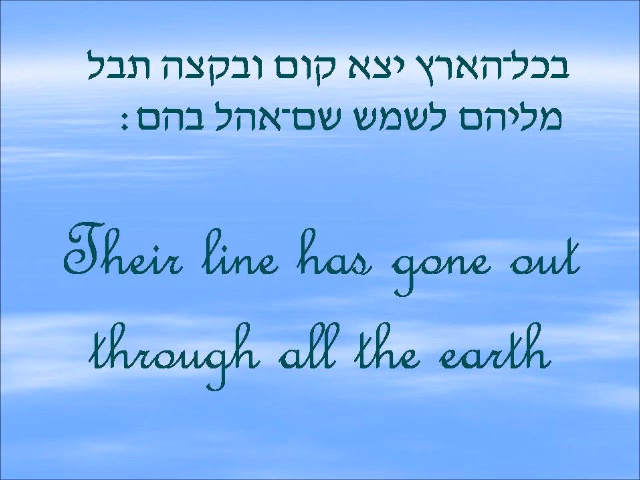 בכל־הארץ יצא קום ובקצה תבל
מליהם לשמש שם־אהל בהם:
Their line has gone out
through all the earth